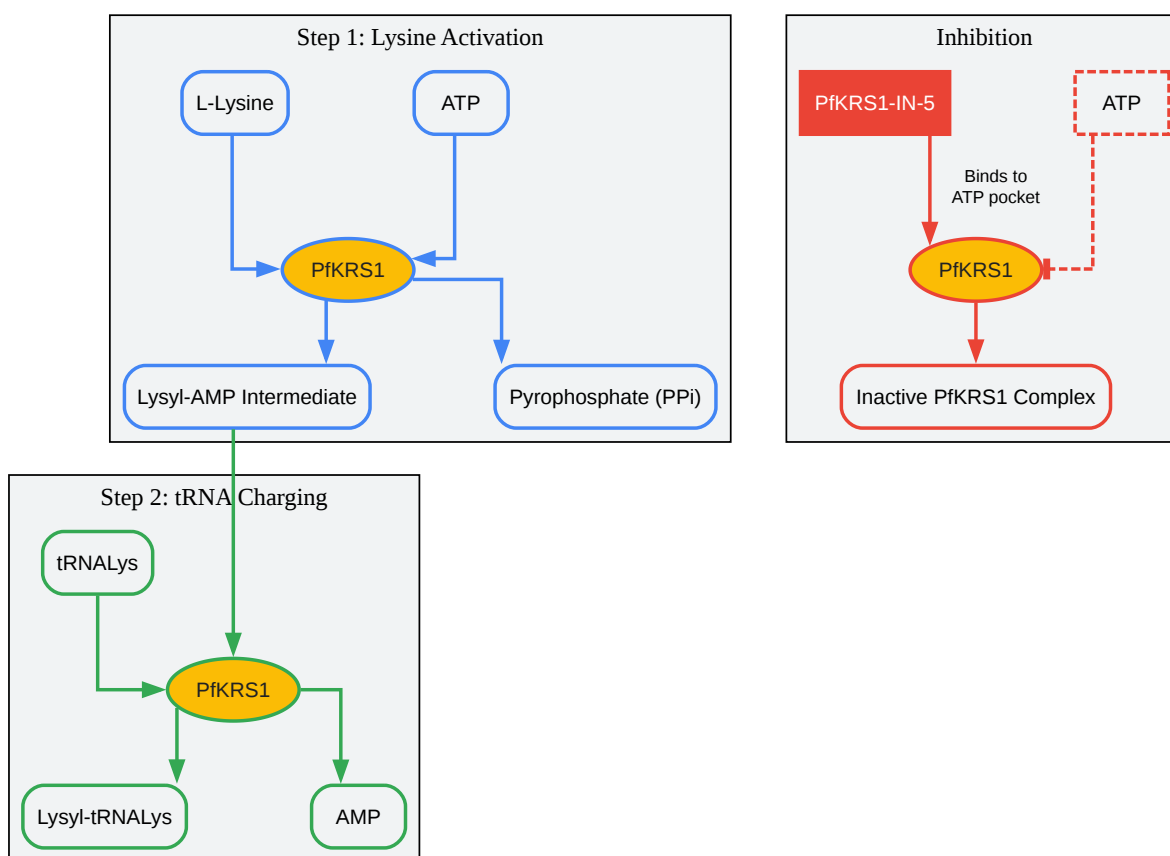 Step 1: Lysine Activation
L-Lysine
ATP
PfKRS1
Lysyl-AMP Intermediate
Pyrophosphate (PPi)
Inhibition
PfKRS1-IN-5
ATP
Binds to
ATP pocket
PfKRS1
Inactive PfKRS1 Complex
Step 2: tRNA Charging
tRNALys
PfKRS1
Lysyl-tRNALys
AMP